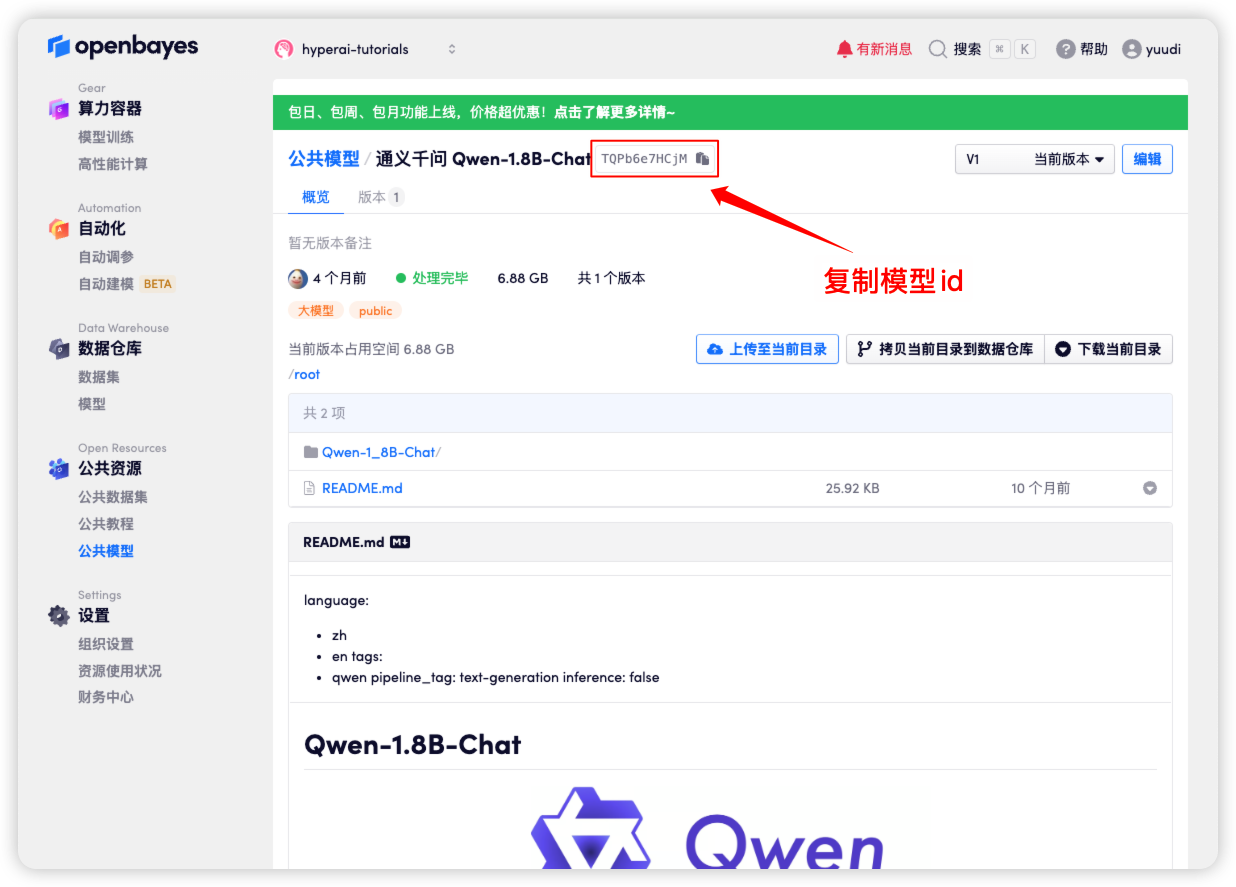 openbayes
hyperai-tutorials
有新消息
搜索 ⌘ K
帮助
yuudi
Gear
算力容器
模型训练
高性能计算
Automation
自动化
自动调参
自动建模 BETA
Data Warehouse
数据仓库
数据集
模型
Open Resources
公共资源
公共数据集
公共教程
公共模型
Settings
设置
组织设置
资源使用状况
财务中心
包日、包周、包月功能上线，价格超优惠！点击了解更多详情~
公共模型 / 通义千问 Qwen-1.8B-Chat TQPb6e7HCjM
V1 当前版本 编辑
概览 版本 1
复制模型id
暂无版本备注
4 个月前 处理完毕 6.88 GB 共 1 个版本
大模型 public
当前版本占用空间 6.88 GB
上传至当前目录 拷贝当前目录到数据仓库 下载当前目录
/root
共 2 项
Qwen-1_8B-Chat/
README.md 25.92 KB 10 个月前
README.md M
language:
• zh
• en tags:
• qwen pipeline_tag: text-generation inference: false
Qwen-1.8B-Chat
Qwen